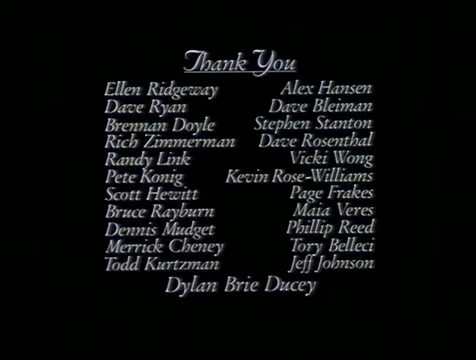 Thank You
Ellen Ridgeway Alex Hansen
Dave Ryan Dave Bleiman
Brennan Doyle Stephen Stanton
Rich Zimmerman Dave Rosenthal
Randy Link Vicki Wong
Pete Konig Kevin Rose-Williams
Scott Hewitt Page Frakes
Bruce Rayburn Maia Veres
Dennis Mudget Phillip Reed
Merrick Cheney Tory Belleci
Todd Kurtzman Jeff Johnson
Dylan Brie Ducey